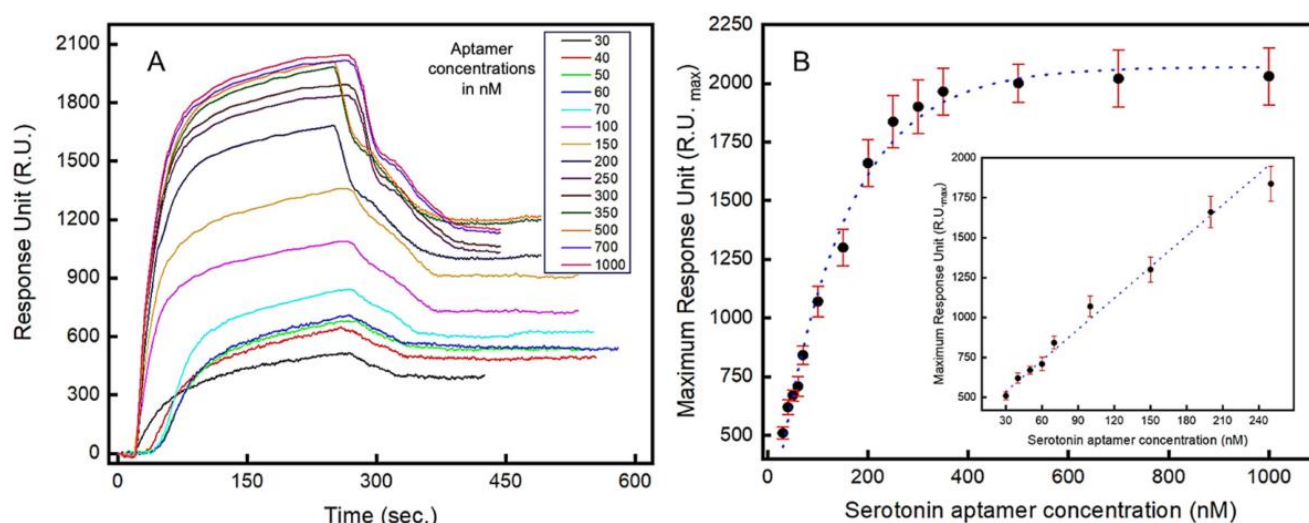 A
Aptamer
concentrations
in nM
30
40
50
60
70
100
150
200
250
300
350
500
700
1000
2100
1800
1500
1200
900
600
300
0
Response Unit (R.U.)
0 150 300 450 600
Time (sec.)
B
2250
2000
1750
1500
1250
1000
750
500
Maximum Response Unit (R.U. max)
0 200 400 600 800 1000
Serotonin aptamer concentration (nM)
2000
1750
1500
1250
1000
750
500
Maximum Response Unit (R.U.max)
30 60 90 120 150 180 210 240
Serotonin aptamer concentration (nM)